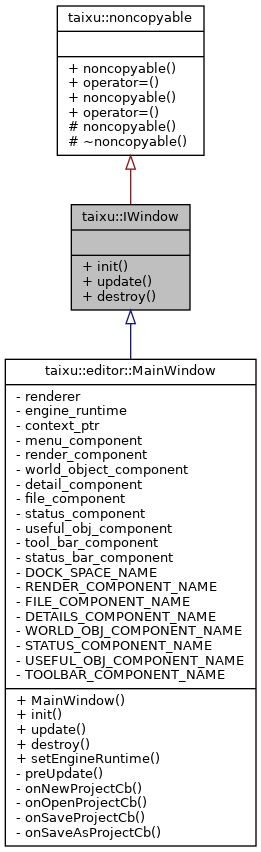 taixu::noncopyable
+ noncopyable()
+ operator=()
+ noncopyable()
+ operator=()
# noncopyable()
# ~noncopyable()
taixu::IWindow
+ init()
+ update()
+ destroy()
taixu::editor::MainWindow
- renderer
- engine_runtime
- context_ptr
- menu_component
- render_component
- world_object_component
- detail_component
- file_component
- status_component
- useful_obj_component
- tool_bar_component
- status_bar_component
- DOCK_SPACE_NAME
- RENDER_COMPONENT_NAME
- FILE_COMPONENT_NAME
- DETAILS_COMPONENT_NAME
- WORLD_OBJ_COMPONENT_NAME
- STATUS_COMPONENT_NAME
- USEFUL_OBJ_COMPONENT_NAME
- TOOLBAR_COMPONENT_NAME
+ MainWindow()
+ init()
+ update()
+ destroy()
+ setEngineRuntime()
- preUpdate()
- onNewProjectCb()
- onOpenProjectCb()
- onSaveProjectCb()
- onSaveAsProjectCb()